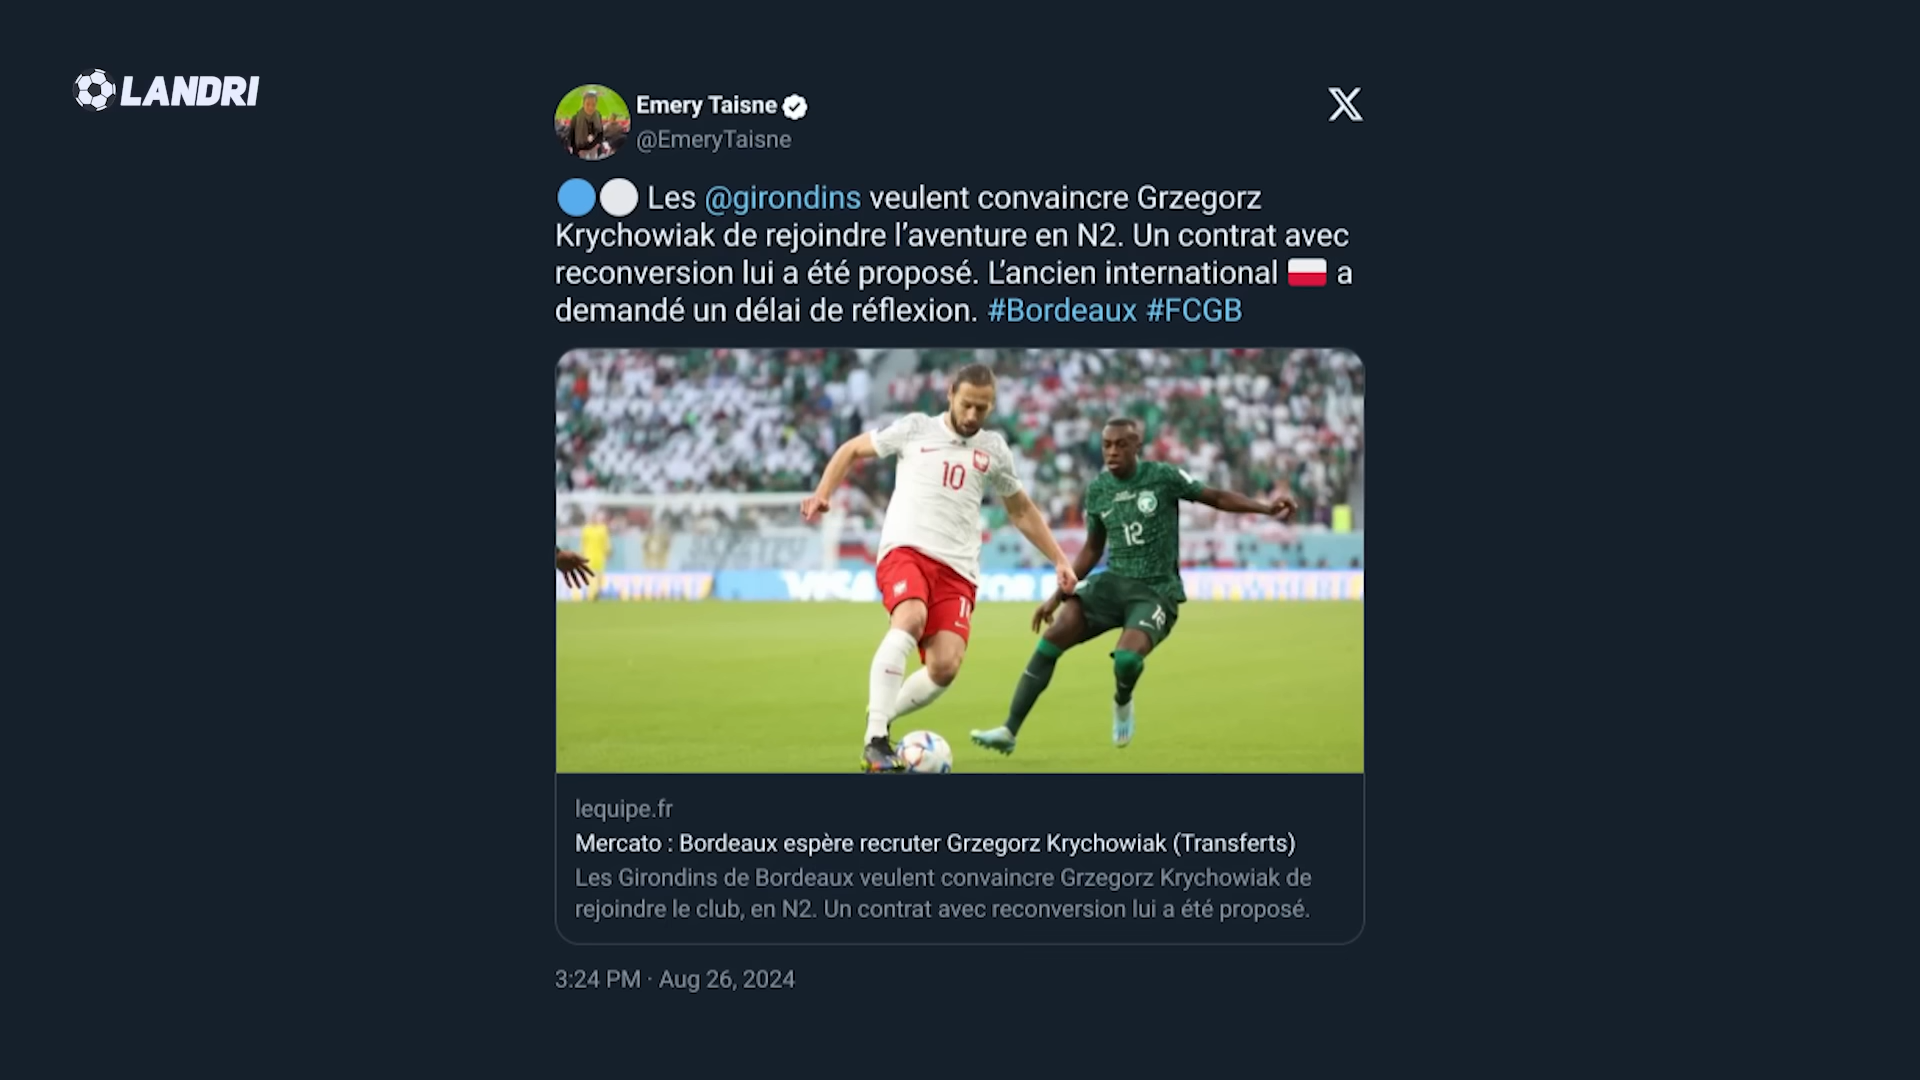 LANDRI
Emery Taisne
@EmeryTaisne
Les @girondins veulent convaincre Grzegorz
Krychowiak de rejoindre l’aventure en N2. Un contrat avec
reconversion lui a été proposé. L’ancien international 🇵🇱 a
demandé un délai de réflexion. #Bordeaux #FCGB
10
12
VISA
lequipe.fr
Mercato : Bordeaux espère recruter Grzegorz Krychowiak (Transferts)
Les Girondins de Bordeaux veulent convaincre Grzegorz Krychowiak de
rejoindre le club, en N2. Un contrat avec reconversion lui a été proposé.
3:24 PM · Aug 26, 2024